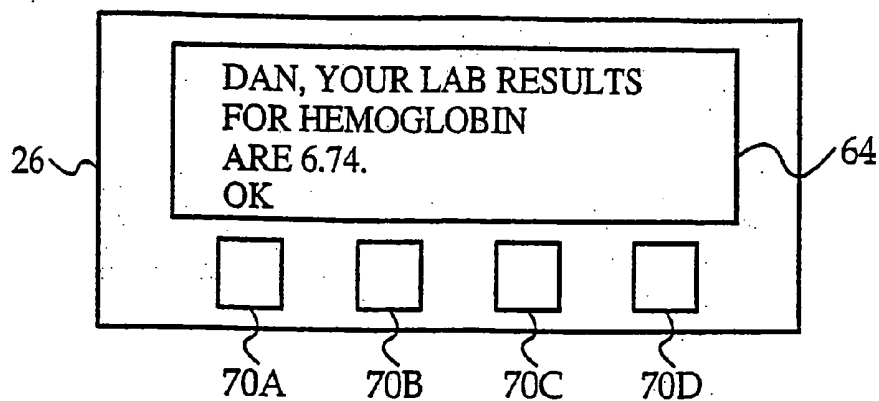 DAN, YOUR LAB RESULTS
FOR HEMOGLOBIN
ARE 6.74.
OK
26
64
70A 70B 70C 70D